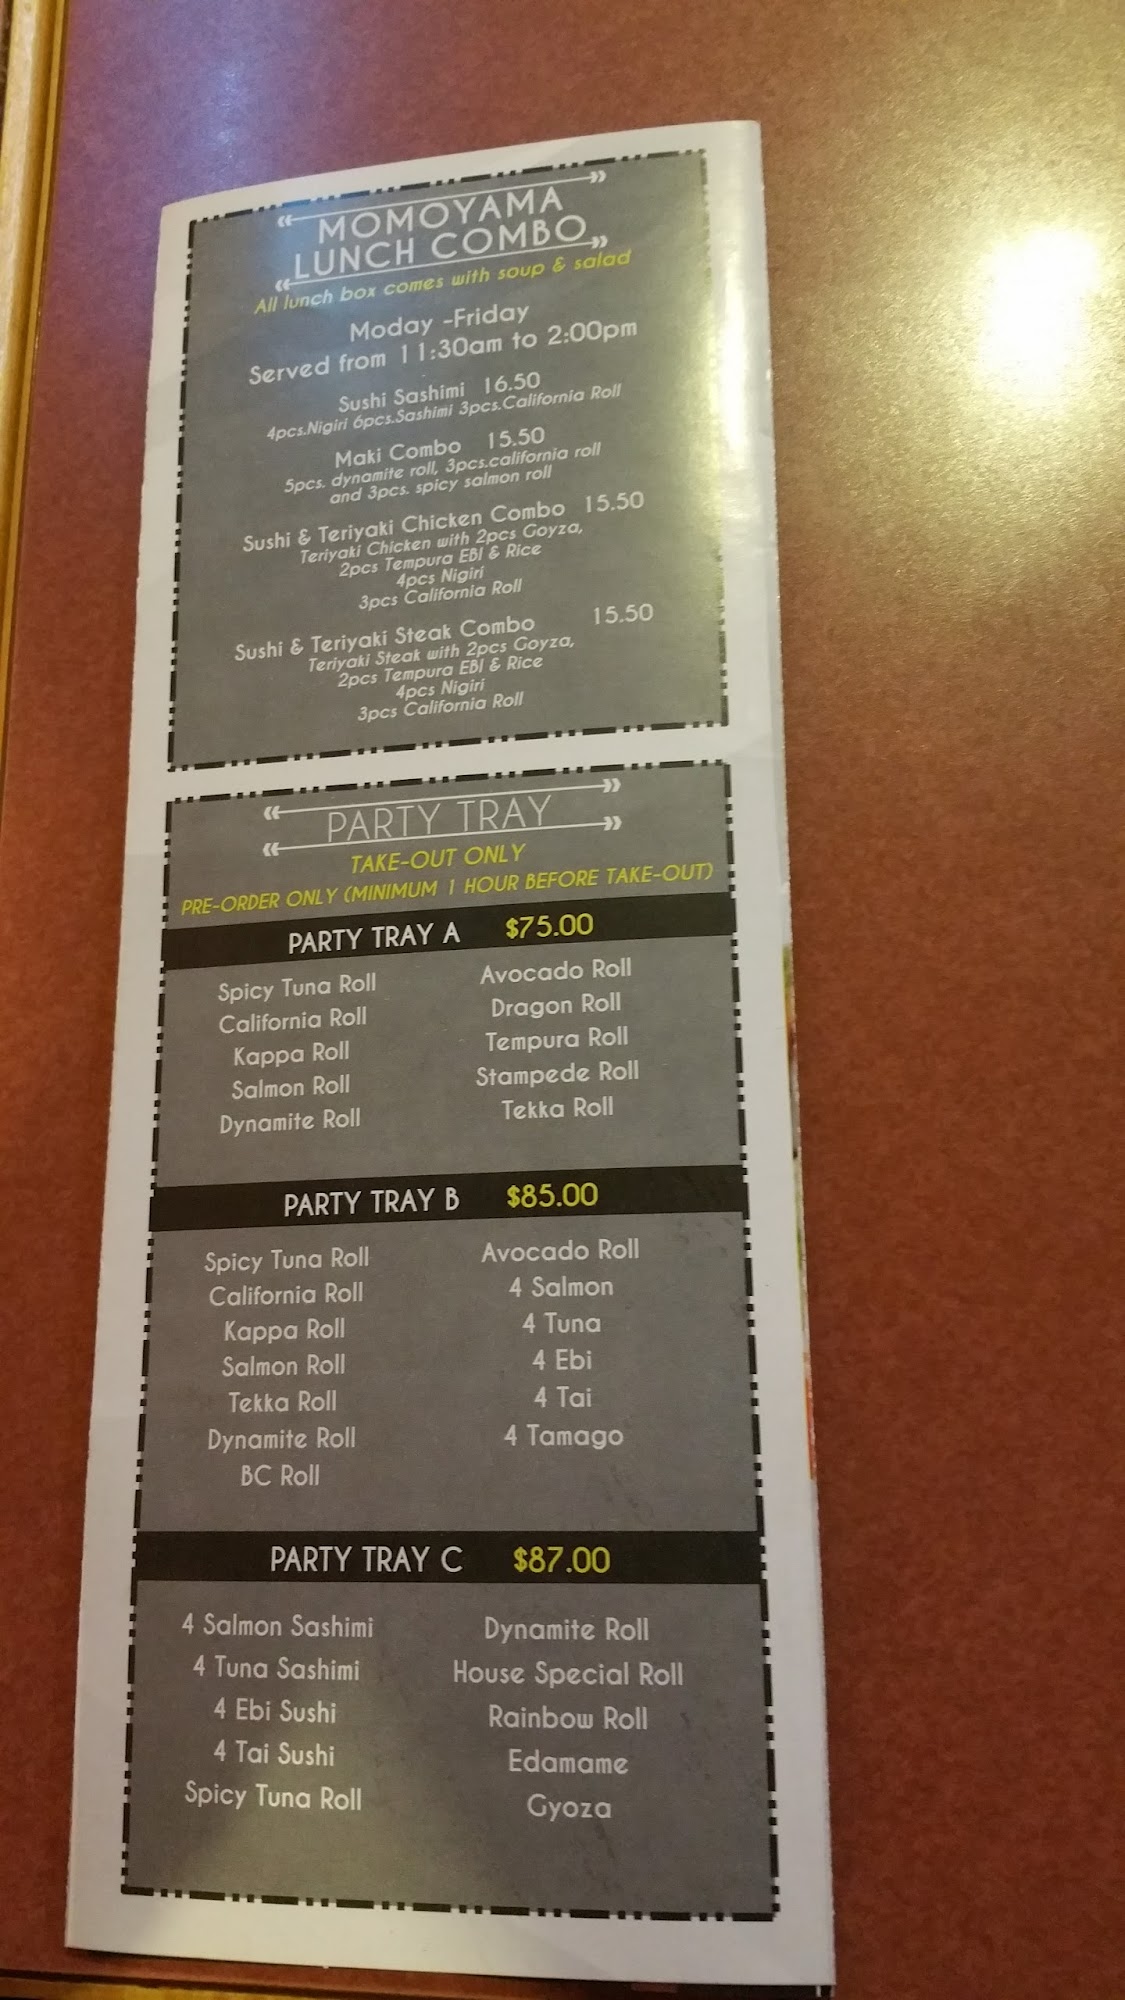 MOMOYAMA
LUNCH COMBO
All lunch box comes with soup & salad
Moday -Friday
Served from 11:30am to 2:00pm
Sushi Sashimi 16.50
4pcs.Nigiri 6pcs.Sashimi 3pcs.California Roll
Maki Combo 15.50
5pcs. dynamite roll, 3pcs.california roll
and 3pcs. spicy salmon roll
Sushi & Teriyaki Chicken Combo 15.50
Teriyaki Chicken with 2pcs Goyza,
2pcs Tempura EBI & Rice
4pcs Nigiri
3pcs California Roll
Sushi & Teriyaki Steak Combo 15.50
Teriyaki Steak with 2pcs Goyza,
2pcs Tempura EBI & Rice
4pcs Nigiri
3pcs California Roll
PARTY TRAY
TAKE-OUT ONLY
PRE-ORDER ONLY (MINIMUM 1 HOUR BEFORE TAKE-OUT)
PARTY TRAY A $75.00
Spicy Tuna Roll
California Roll
Kappa Roll
Salmon Roll
Dynamite Roll
Avocado Roll
Dragon Roll
Tempura Roll
Stampede Roll
Tekka Roll
PARTY TRAY B $85.00
Spicy Tuna Roll
California Roll
Kappa Roll
Salmon Roll
Tekka Roll
Dynamite Roll
BC Roll
Avocado Roll
4 Salmon
4 Tuna
4 Ebi
4 Tai
4 Tamago
PARTY TRAY C $87.00
4 Salmon Sashimi
4 Tuna Sashimi
4 Ebi Sushi
4 Tai Sushi
Spicy Tuna Roll
Dynamite Roll
House Special Roll
Rainbow Roll
Edamame
Gyoza